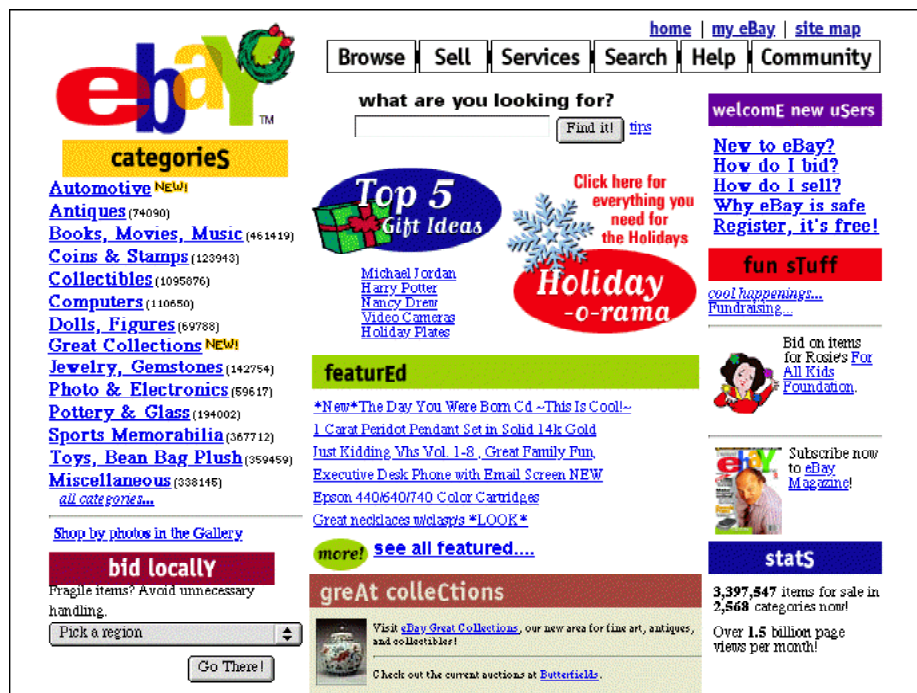 home | my eBay | site map
ebaY™
Browse Sell Services Search Help Community
what are you looking for?
Find it! tips
categorieS
Automotive NEW!
Antiques (74090)
Books, Movies, Music (461419)
Coins & Stamps (123943)
Collectibles (1095876)
Computers (110650)
Dolls, Figures (69788)
Great Collections NEW!
Jewelry, Gemstones (142754)
Photo & Electronics (59617)
Pottery & Glass (194002)
Sports Memorabilia (367712)
Toys, Bean Bag Plush (359459)
Miscellaneous (338145)
all categories...
Shop by photos in the Gallery
bid locallY
Fragile items? Avoid unnecessary
handling.
Pick a region
Go There!
Top 5
Gift Ideas
Michael Jordan
Harry Potter
Nancy Drew
Video Cameras
Holiday Plates
Click here for
everything you
need for
the Holidays
Holiday
-o-rama
featurEd
*New*The Day You Were Born Cd ~This Is Cool!~
1 Carat Peridot Pendant Set in Solid 14k Gold
Just Kidding Vhs Vol. 1-8 , Great Family Fun,
Executive Desk Phone with Email Screen NEW
Epson 440/640/740 Color Cartridges
Great necklaces w/clasp/s *LOOK*
more! see all featured....
greAt colleCtions
Visit eBay Great Collections, our new area for fine art, antiques,
and collectibles!
Check out the current auctions at Butterfields.
welcomE new uSers
New to eBay?
How do I bid?
How do I sell?
Why eBay is safe
Register, it's free!
fun sTuff
cool happenings...
Fundraising...
Bid on items
for Rosie's For
All Kids
Foundation.
ebaY
Subscribe now
to eBay
Magazine!
statS
3,397,547 items for sale in
2,568 categories now!
Over 1.5 billion page
views per month!